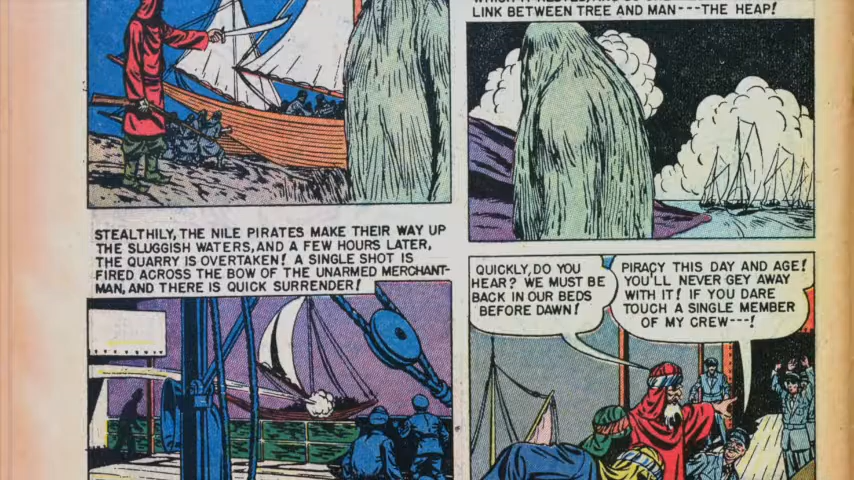 LINK BETWEEN TREE AND MAN---THE HEAP!
STEALTHILY, THE NILE PIRATES MAKE THEIR WAY UP
THE SLUGGISH WATERS, AND A FEW HOURS LATER,
THE QUARRY IS OVERTAKEN! A SINGLE SHOT IS
FIRED ACROSS THE BOW OF THE UNARMED MERCHANT-
MAN, AND THERE IS QUICK SURRENDER!
QUICKLY, DO YOU
HEAR? WE MUST BE
BACK IN OUR BEDS
BEFORE DAWN!
PIRACY THIS DAY AND AGE!
YOU'LL NEVER GEY AWAY
WITH IT! IF YOU DARE
TOUCH A SINGLE MEMBER
OF MY CREW---!